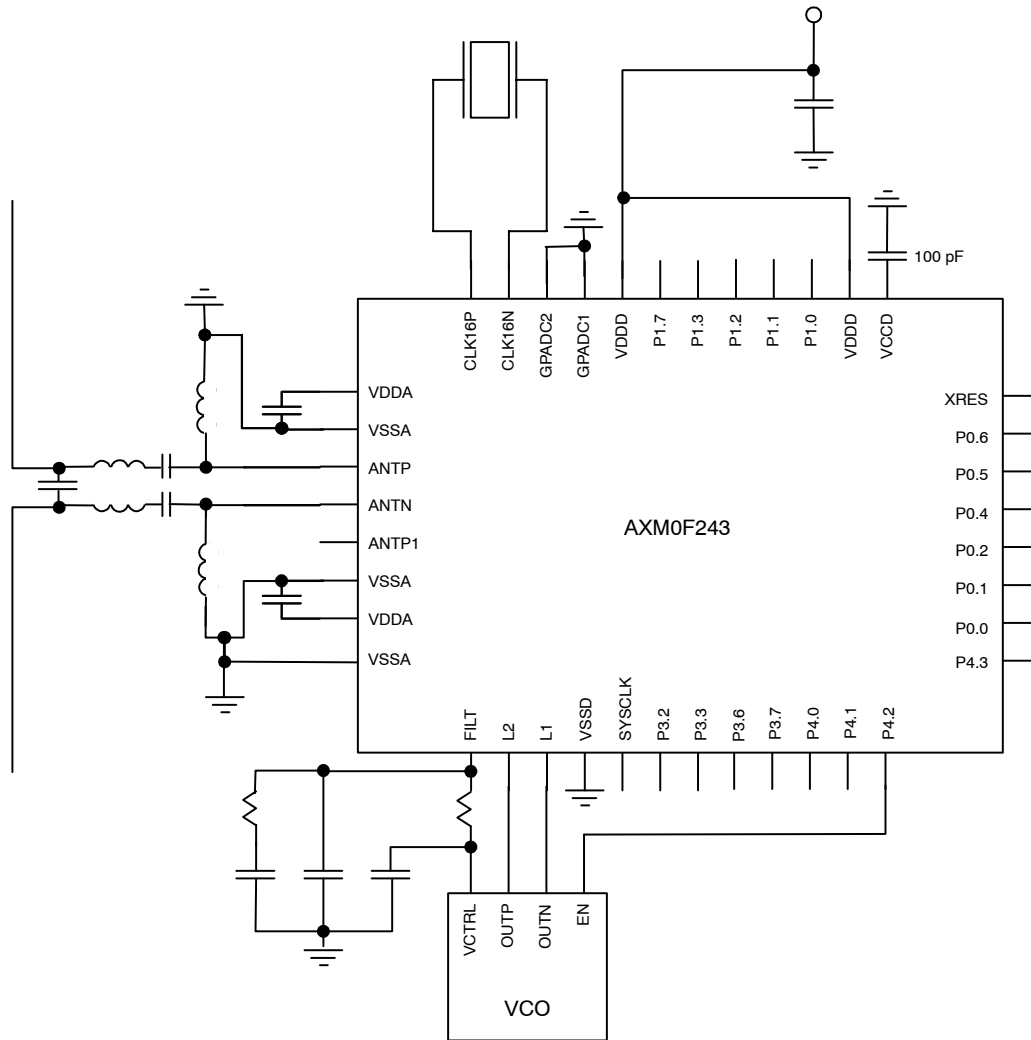 100 pF
CLK16P
CLK16N
GPADC2
GPADC1
VDDD
P1.7
P1.3
P1.2
P1.1
P1.0
VDDD
VCCD
VDDA
VSSA
ANTP
ANTN
ANTP1
VSSA
VDDA
VSSA
AXM0F243
XRES
P0.6
P0.5
P0.4
P0.2
P0.1
P0.0
P4.3
FILT
L2
L1
VSSD
SYSCLK
P3.2
P3.3
P3.6
P3.7
P4.0
P4.1
P4.2
VCTRL
OUTP
OUTN
EN
VCO